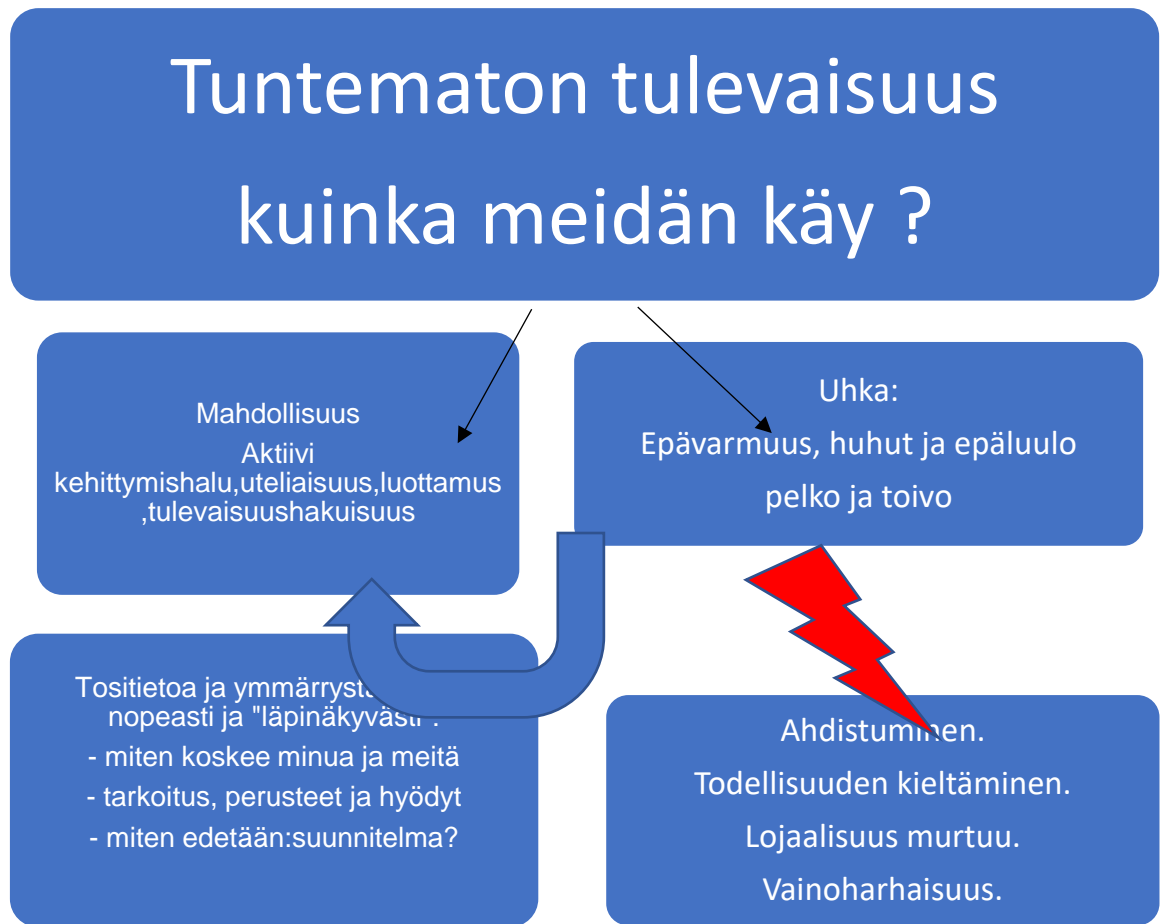 Tuntematon tulevaisuus
kuinka meidän käy ?
Mahdollisuus
Aktiivi
kehittymishalu,uteliaisuus,luottamus
,tulevaisuushakuisuus
Uhka:
Epävarmuus, huhut ja epäluulo
pelko ja toivo
Tositietoa ja ymmärrystä
nopeasti ja "läpinäkyvästi".
- miten koskee minua ja meitä
- tarkoitus, perusteet ja hyödyt
- miten edetään:suunnitelma?
Ahdistuminen.
Todellisuuden kieltäminen.
Lojaalisuus murtuu.
Vainoharhaisuus.